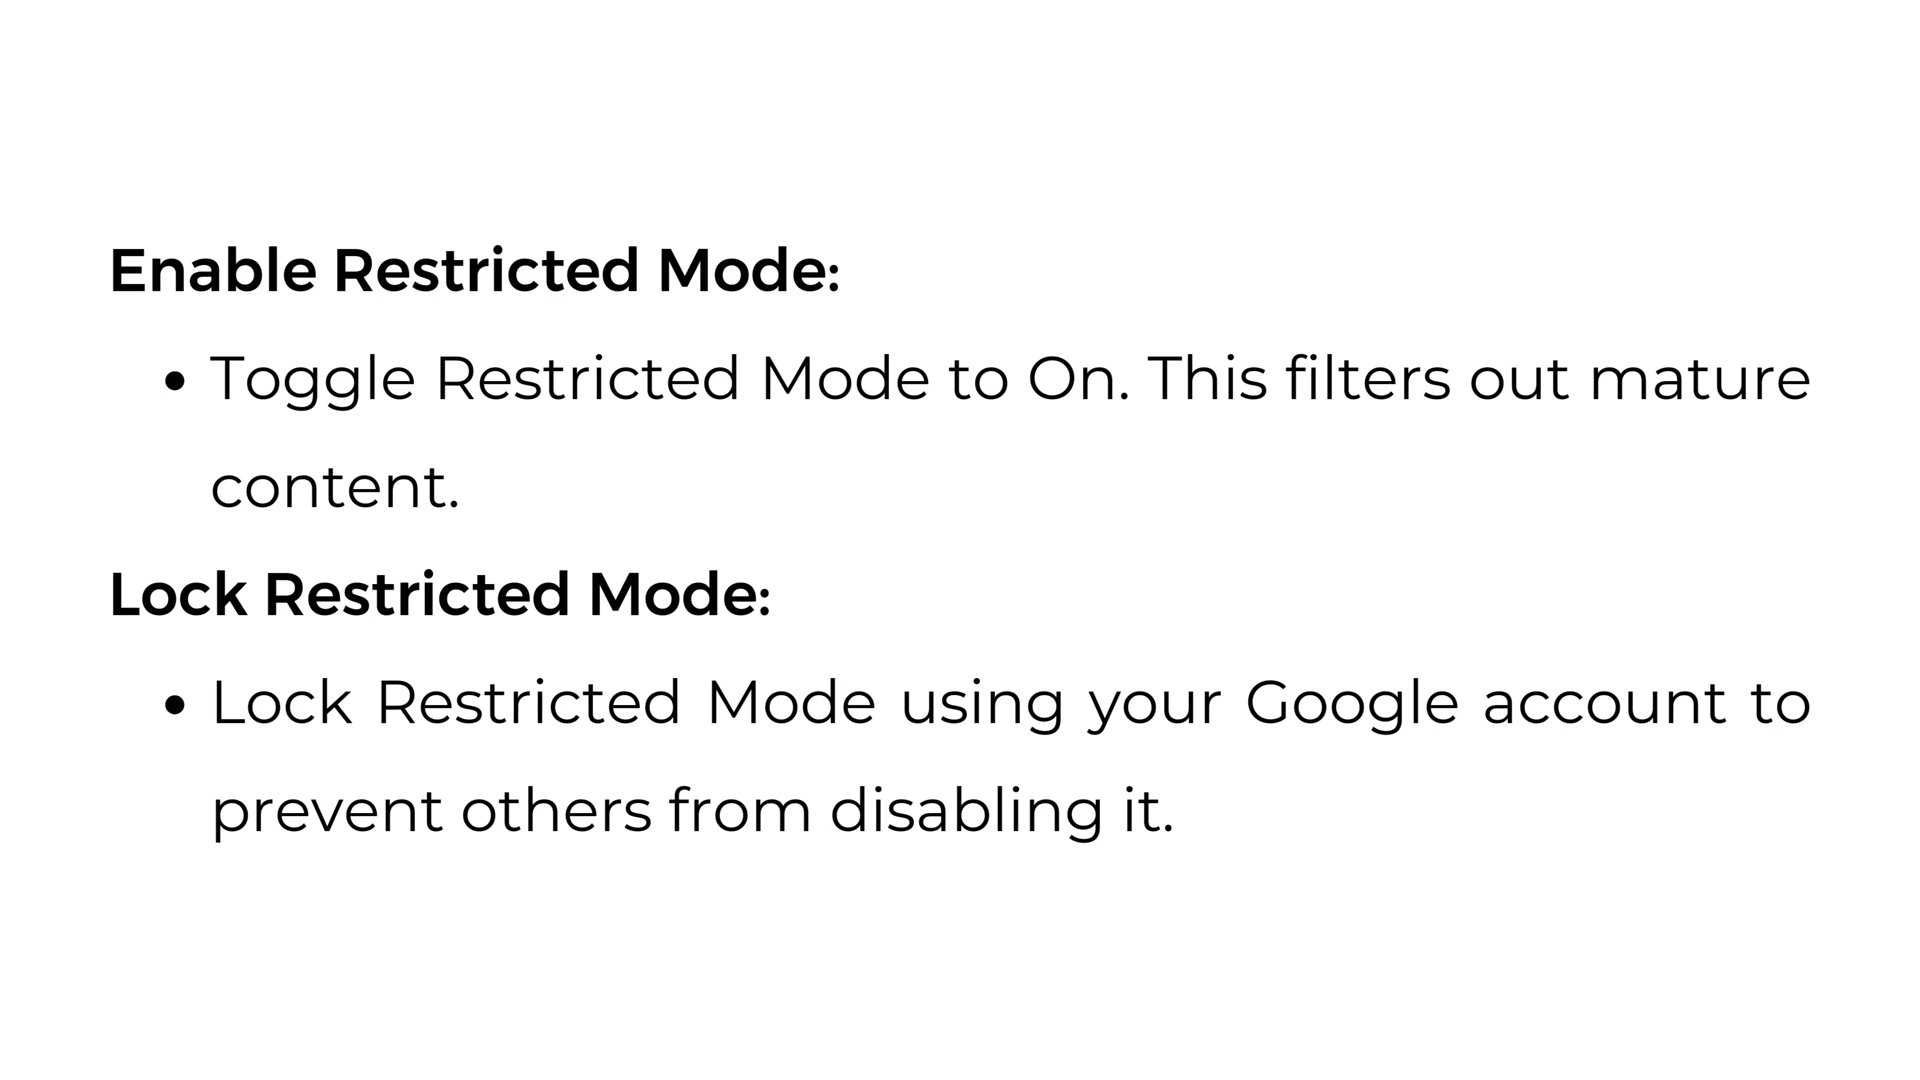 Enable Restricted Mode:
• Toggle Restricted Mode to On. This filters out mature
content.
Lock Restricted Mode:
• Lock Restricted Mode using your Google account to
prevent others from disabling it.